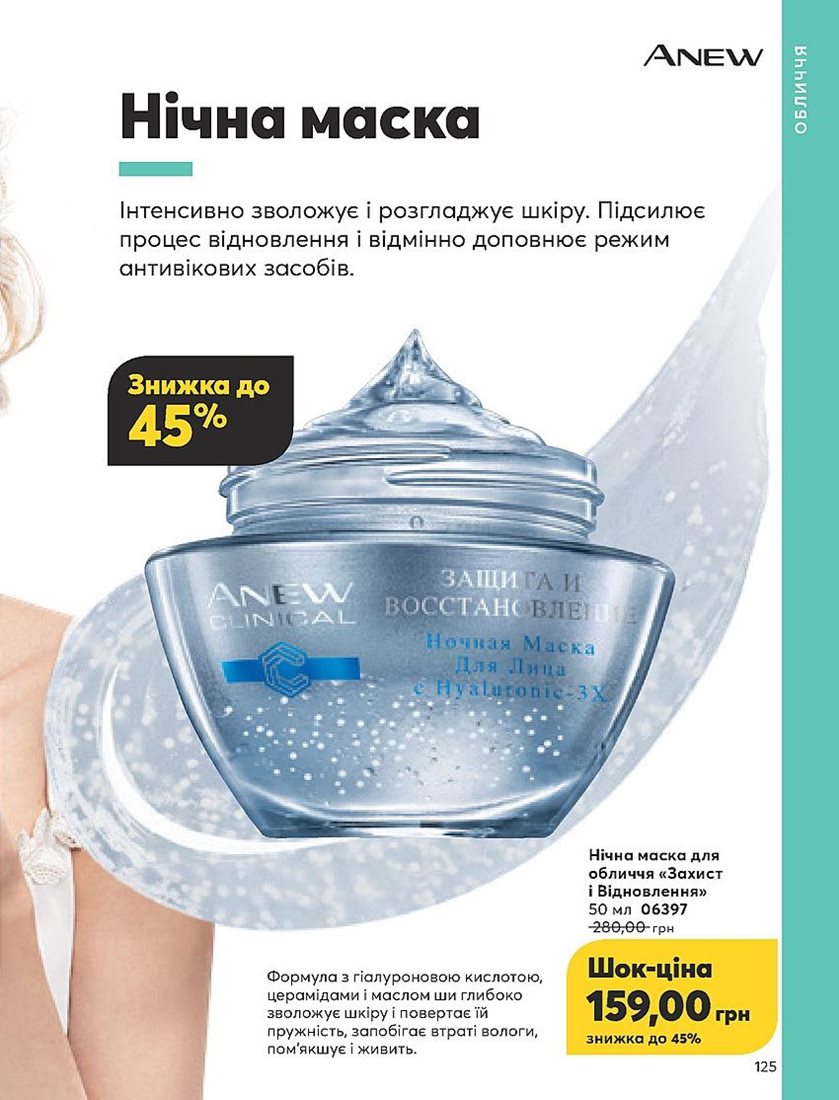 ANEW
ОБЛИЧЧЯ
Нічна маска
Інтенсивно зволожує і розгладжує шкіру. Підсилює
процес відновлення і відмінно доповнює режим
антивікових засобів.
Знижка до
45%
ANEW
CLINICAL
ЗАЩИТА И
ВОССТАНОВЛЕНИЕ
Ночная Маска
Для Лица
с Hyaluronic-3X
Нічна маска для
обличчя «Захист
і Відновлення»
50 мл 06397
280,00 грн
Шок-ціна
159,00 грн
знижка до 45%
Формула з гіалуроновою кислотою,
церамідами і маслом ши глибоко
зволожує шкіру і повертає їй
пружність, запобігає втраті вологи,
пом'якшує і живить.
125